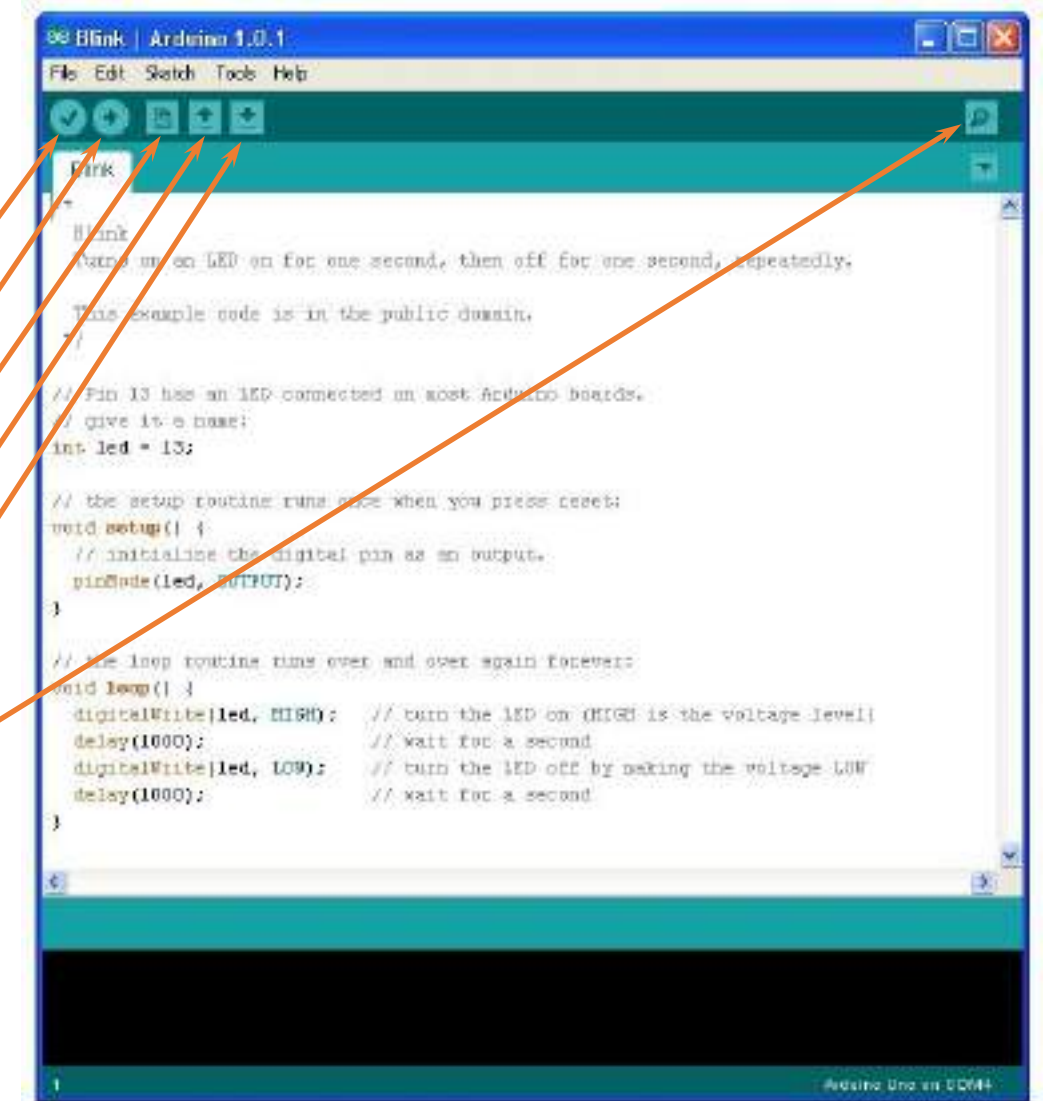 Blink | Arduino 1.0.1
File Edit Sketch Tools Help
Blink
/*
Blink
Turns on an LED on for one second, then off for one second, repeatedly.
This example code is in the public domain.
*/
// Pin 13 has an LED connected on most Arduino boards.
// give it a name:
int led = 13;
// the setup routine runs once when you press reset:
void setup() {
// initialize the digital pin as an output.
pinMode(led, OUTPUT);
}
// the loop routine runs over and over again forever:
void loop() {
digitalWrite(led, HIGH); // turn the LED on (HIGH is the voltage level)
delay(1000); // wait for a second
digitalWrite(led, LOW); // turn the LED off by making the voltage LOW
delay(1000); // wait for a second
}
1
Arduino Uno on COM4